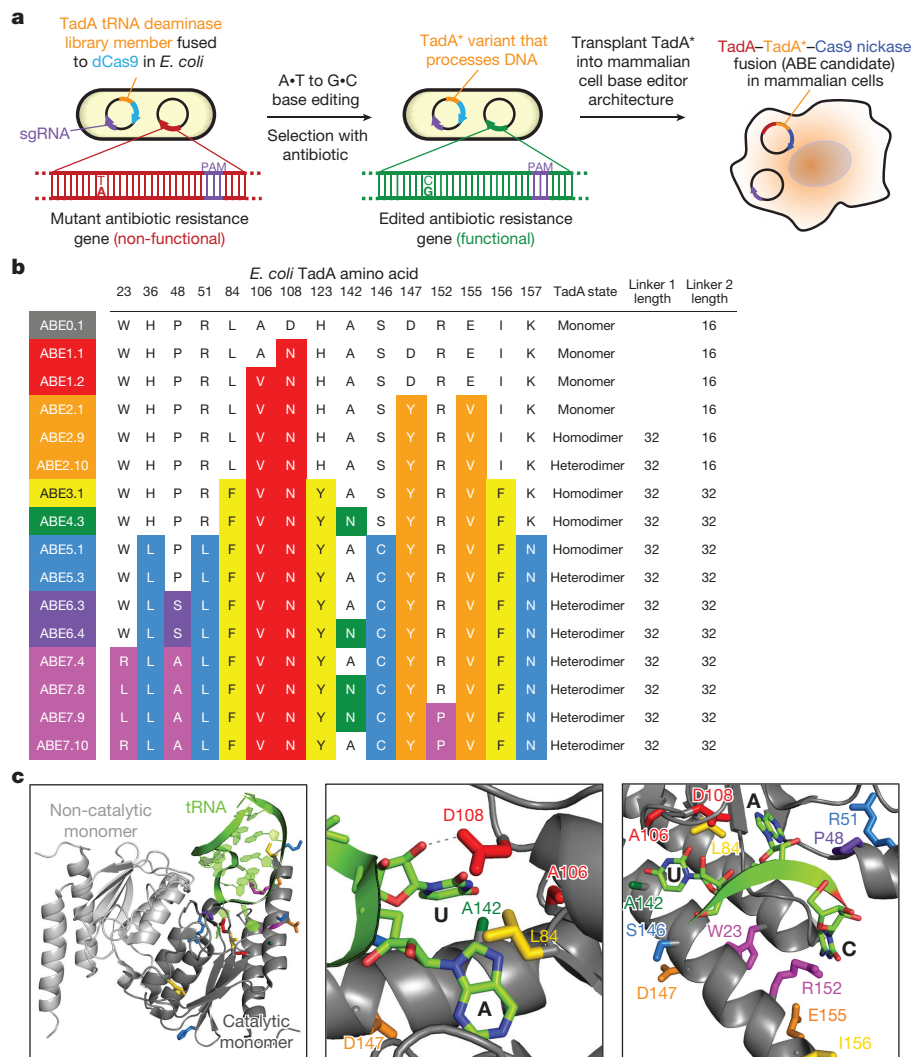 a
TadA tRNA deaminase
library member fused
to dCas9 in E. coli
sgRNA
T
A
PAM
Mutant antibiotic resistance
gene (non-functional)
A•T to G•C
base editing
Selection with
antibiotic
TadA* variant that
processes DNA
C
G
PAM
Edited antibiotic resistance
gene (functional)
Transplant TadA*
into mammalian
cell base editor
architecture
TadA–TadA*–Cas9 nickase
fusion (ABE candidate)
in mammalian cells
b
E. coli TadA amino acid
23 36 48 51 84 106 108 123 142 146 147 152 155 156 157 TadA state Linker 1 length Linker 2 length
ABE0.1 W H P R L A D H A S D R E I K Monomer 16
ABE1.1 W H P R L A N H A S D R E I K Monomer 16
ABE1.2 W H P R L V N H A S D R E I K Monomer 16
ABE2.1 W H P R L V N H A S Y R V I K Monomer 16
ABE2.9 W H P R L V N H A S Y R V I K Homodimer 32 16
ABE2.10 W H P R L V N H A S Y R V I K Heterodimer 32 16
ABE3.1 W H P R F V N Y A S Y R V F K Homodimer 32 32
ABE4.3 W H P R F V N Y N S Y R V F K Homodimer 32 32
ABE5.1 W L P L F V N Y A C Y R V F N Homodimer 32 32
ABE5.3 W L P L F V N Y A C Y R V F N Heterodimer 32 32
ABE6.3 W L S L F V N Y A C Y R V F N Heterodimer 32 32
ABE6.4 W L S L F V N Y N C Y R V F N Heterodimer 32 32
ABE7.4 R L A L F V N Y A C Y R V F N Heterodimer 32 32
ABE7.8 L L A L F V N Y N C Y R V F N Heterodimer 32 32
ABE7.9 L L A L F V N Y N C Y P V F N Heterodimer 32 32
ABE7.10 R L A L F V N Y A C Y P V F N Heterodimer 32 32
c
Non-catalytic
monomer
tRNA
Catalytic
monomer
D108
A106
U
A142
L84
A
D147
D108
A
R51
A106
L84
P48
U
A142
S146
W23
C
D147
R152
E155
I156